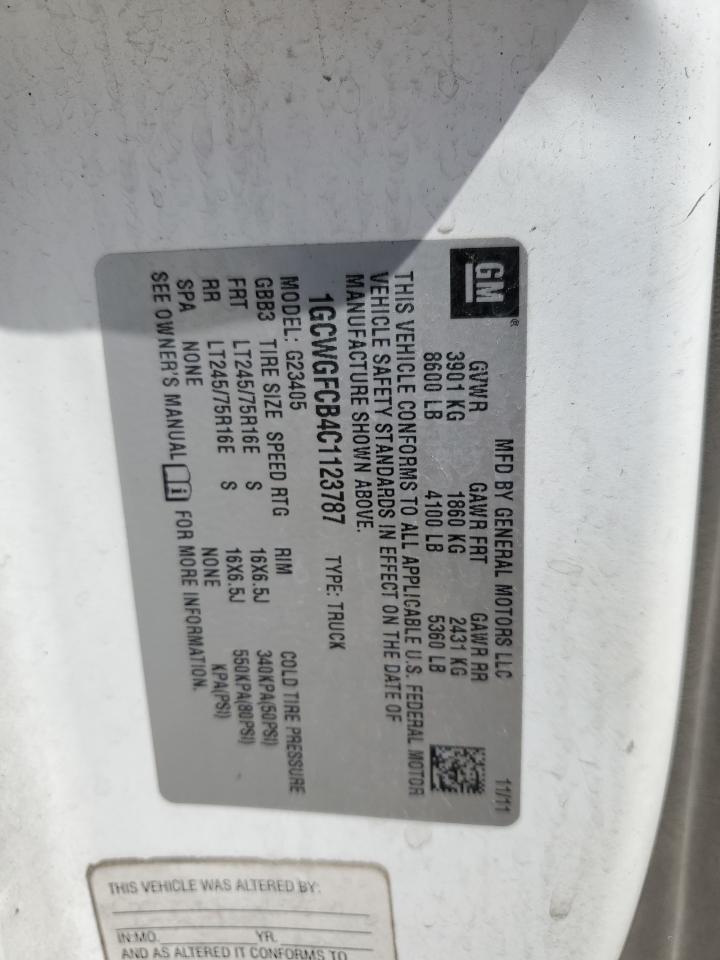 GM®
MFD BY GENERAL MOTORS LLC 11/11
GVWR GAWR FRT GAWR RR
3901 KG 1860 KG 2431 KG
8600 LB 4100 LB 5360 LB
THIS VEHICLE CONFORMS TO ALL APPLICABLE U.S. FEDERAL MOTOR
VEHICLE SAFETY STANDARDS IN EFFECT ON THE DATE OF
MANUFACTURE SHOWN ABOVE.
1GCWGFCB4C1123787 TYPE: TRUCK
MODEL: G23405
GBB3 TIRE SIZE SPEED RTG RIM COLD TIRE PRESSURE
FRT LT245/75R16E S 16X6.5J 340KPA(50PSI)
RR LT245/75R16E S 16X6.5J 550KPA(80PSI)
SPA NONE NONE KPA(PSI)
SEE OWNER'S MANUAL FOR MORE INFORMATION.
THIS VEHICLE WAS ALTERED BY:
IN:MO. YR.
AND AS ALTERED IT CONFORMS TO